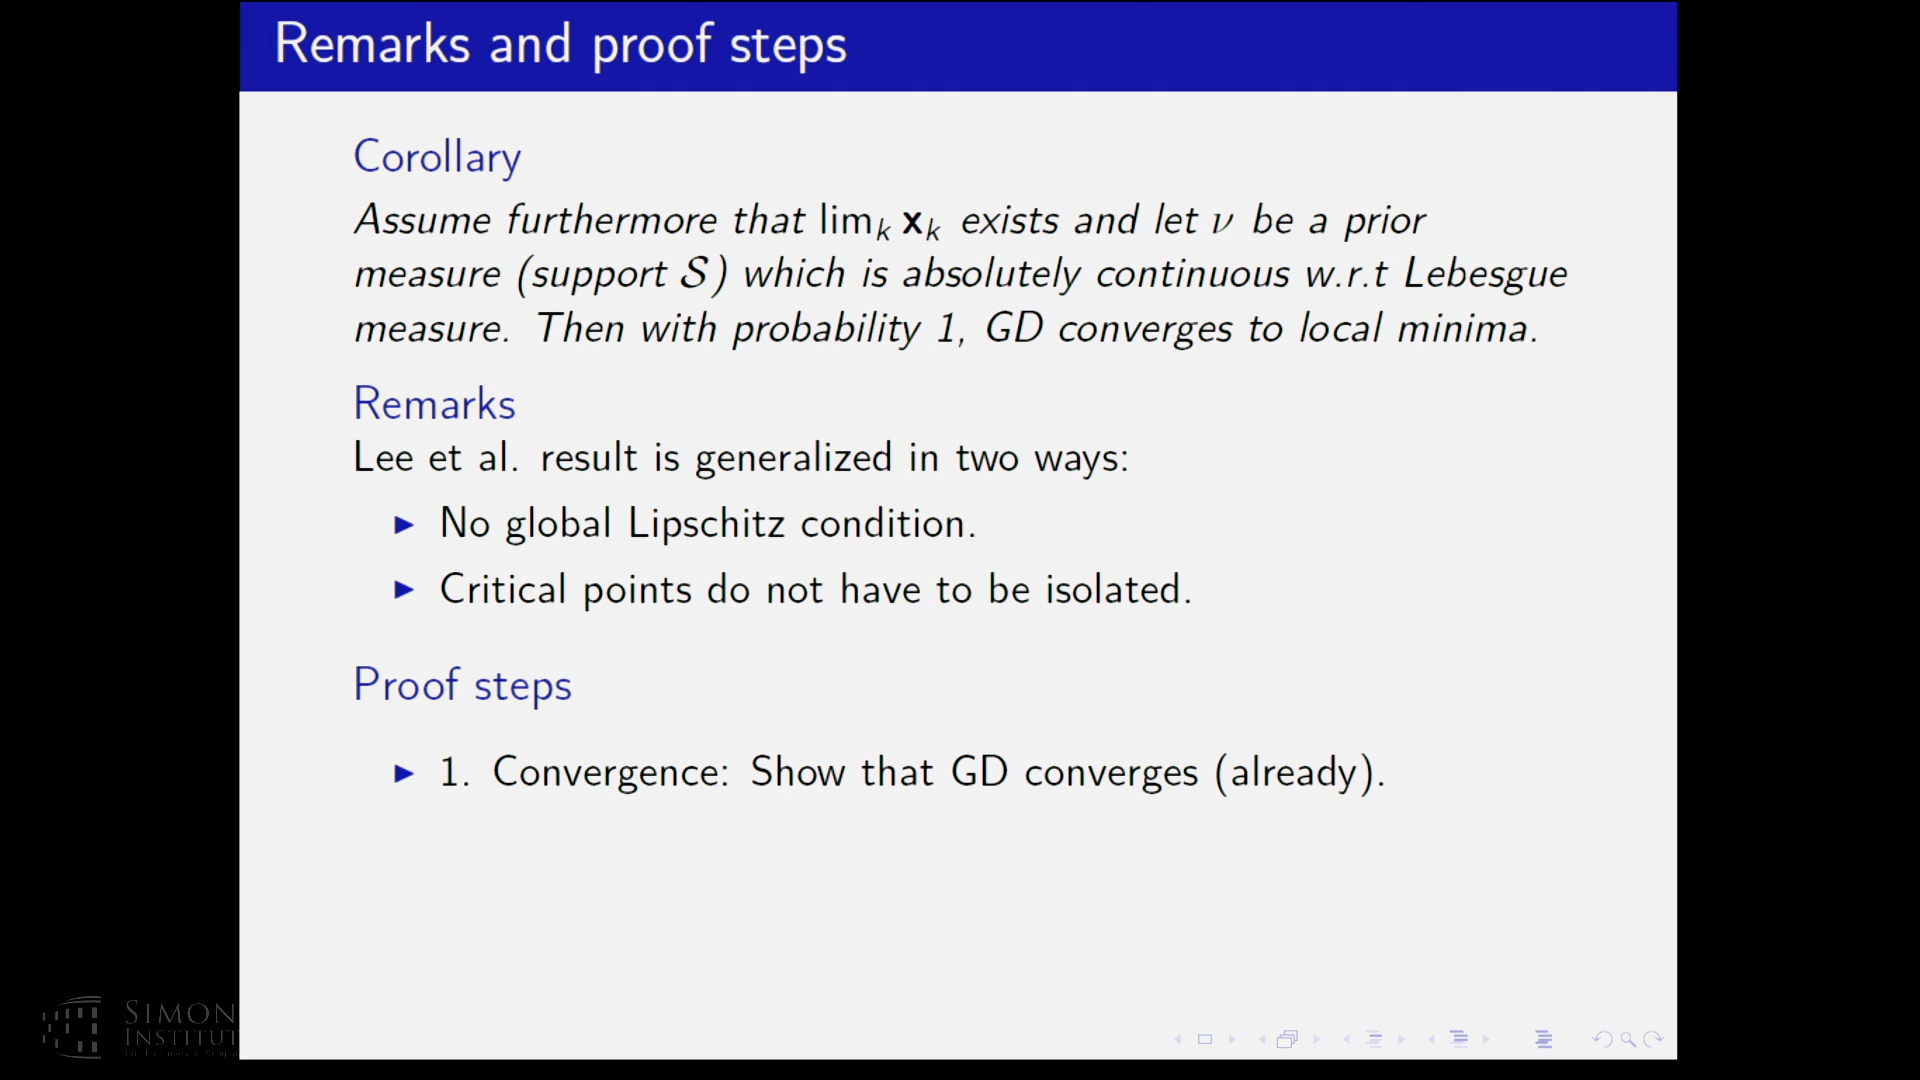 Remarks and proof steps
Corollary
Assume furthermore that lim_k x_k exists and let ν be a prior
measure (support S) which is absolutely continuous w.r.t Lebesgue
measure. Then with probability 1, GD converges to local minima.
Remarks
Lee et al. result is generalized in two ways:
▶ No global Lipschitz condition.
▶ Critical points do not have to be isolated.
Proof steps
▶ 1. Convergence: Show that GD converges (already).
SIMON
INSTITUT